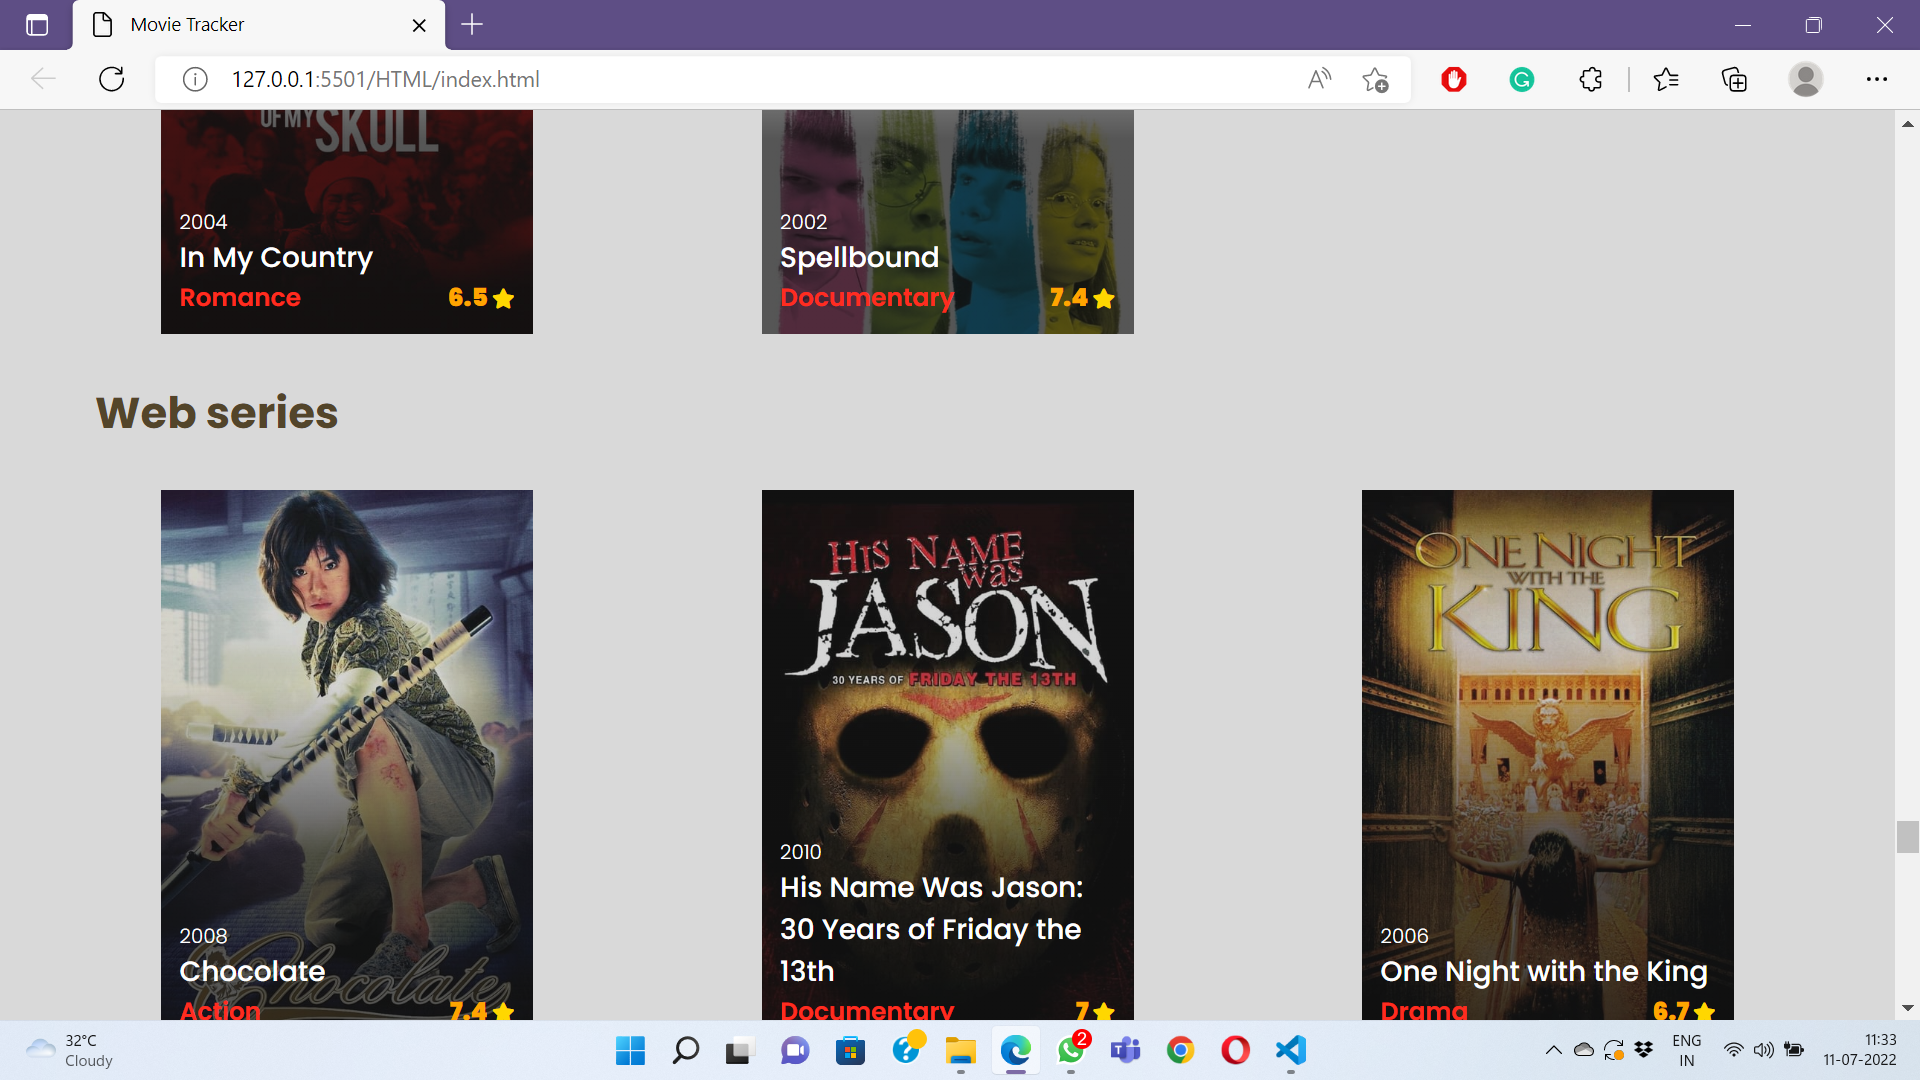 Movie Tracker
127.0.0.1:5501/HTML/index.html
OF MY SKULL
2004
In My Country
Romance 6.5
2002
Spellbound
Documentary 7.4
Web series
2008
Chocolate
Chocolate
Action 7.4
HIS NAME
was
JASON
30 YEARS OF FRIDAY THE 13TH
2010
His Name Was Jason:
30 Years of Friday the
13th
Documentary 7
ONE NIGHT
WITH THE
KING
2006
One Night with the King
Drama 6.7
32°C
Cloudy
2
ENG
IN
11:33
11-07-2022